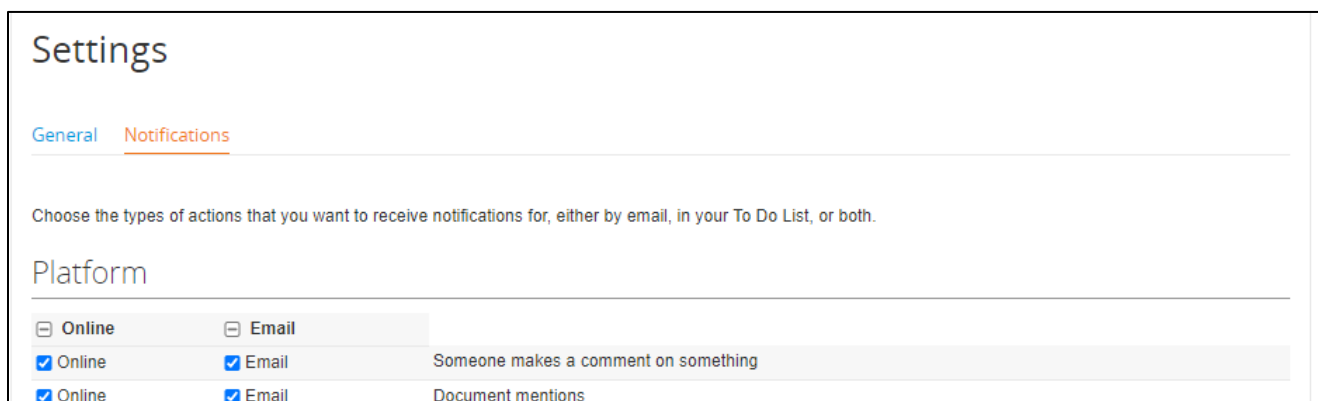 Settings
General Notifications
Choose the types of actions that you want to receive notifications for, either by email, in your To Do List, or both.
Platform
Online Email
Online Email Someone makes a comment on something
Online Email Document mentions